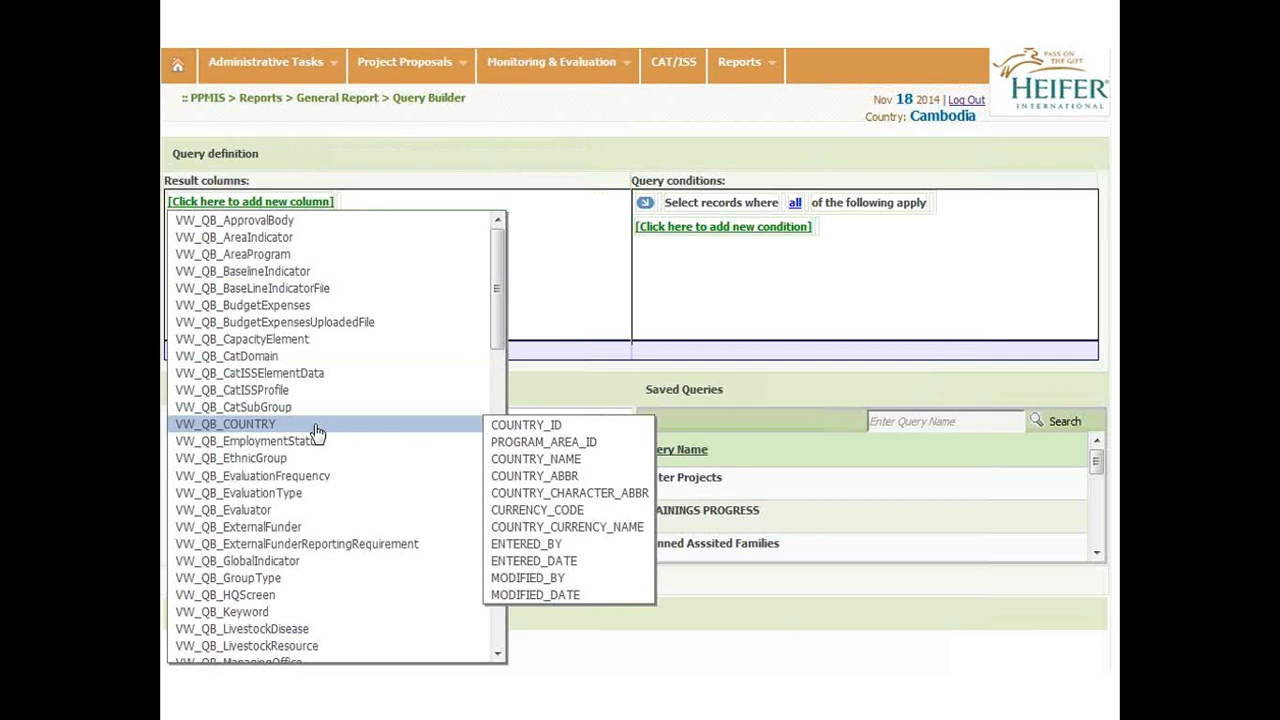 Administrative Tasks
Project Proposals
Monitoring & Evaluation
CAT/ISS
Reports
PASS ON
THE GIFT
HEIFER
INTERNATIONAL
:: PPMIS > Reports > General Report > Query Builder
Nov 18 2014 | Log Out
Country: Cambodia
Query definition
Result columns:
Query conditions:
[Click here to add new column]
Select records where all of the following apply
[Click here to add new condition]
VW_QB_ApprovalBody
VW_QB_AreaIndicator
VW_QB_AreaProgram
VW_QB_BaselineIndicator
VW_QB_BaseLineIndicatorFile
VW_QB_BudgetExpenses
VW_QB_BudgetExpensesUploadedFile
VW_QB_CapacityElement
VW_QB_CatDomain
VW_QB_CatISSElementData
VW_QB_CatISSProfile
VW_QB_CatSubGroup
VW_QB_COUNTRY
VW_QB_EthnicGroup
VW_QB_EvaluationFrequency
VW_QB_EvaluationType
VW_QB_Evaluator
VW_QB_ExternalFunder
VW_QB_ExternalFunderReportingRequirement
VW_QB_GlobalIndicator
VW_QB_GroupType
VW_QB_HQScreen
VW_QB_Keyword
VW_QB_LivestockDisease
VW_QB_LivestockResource
VW_QB_ManagingOffice
COUNTRY_ID
PROGRAM_AREA_ID
COUNTRY_NAME
COUNTRY_ABBR
COUNTRY_CHARACTER_ABBR
CURRENCY_CODE
COUNTRY_CURRENCY_NAME
ENTERED_BY
ENTERED_DATE
MODIFIED_BY
MODIFIED_DATE
Saved Queries
Enter Query Name
Search
ery Name
ter Projects
AININGS PROGRESS
nned Asssited Families